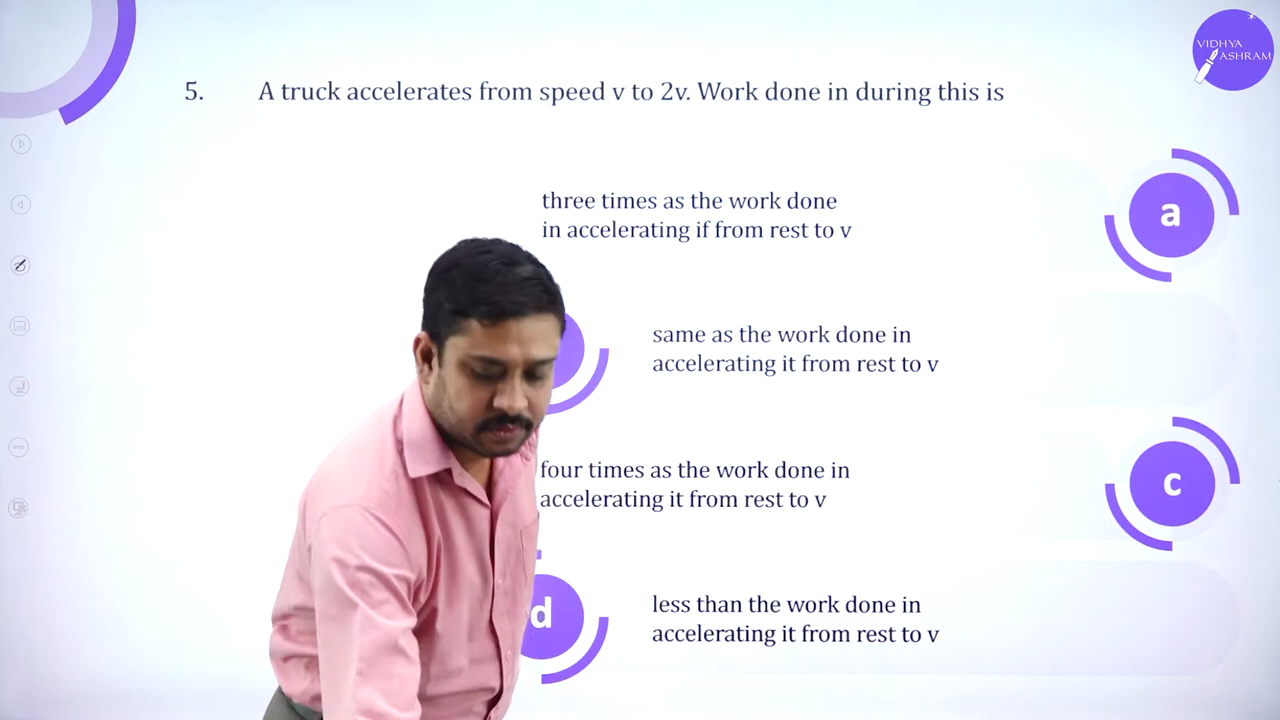 VIDHYA
ASHRAM
5. A truck accelerates from speed v to 2v. Work done in during this is
three times as the work done
in accelerating if from rest to v
a
same as the work done in
accelerating it from rest to v
four times as the work done in
accelerating it from rest to v
c
d
less than the work done in
accelerating it from rest to v